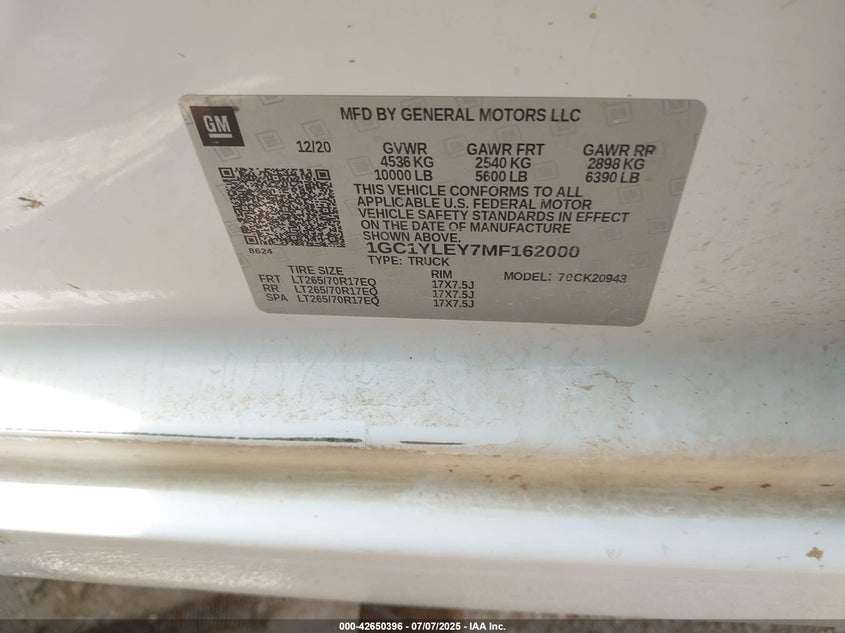 GM
MFD BY GENERAL MOTORS LLC
12/20 GVWR GAWR FRT GAWR RR
4536 KG 2540 KG 2898 KG
10000 LB 5600 LB 6390 LB
THIS VEHICLE CONFORMS TO ALL
APPLICABLE U.S. FEDERAL MOTOR
VEHICLE SAFETY STANDARDS IN EFFECT
ON THE DATE OF MANUFACTURE
SHOWN ABOVE.
8624
1GC1YLEY7MF162000
TYPE: TRUCK
TIRE SIZE RIM MODEL: 70CK20943
FRT LT265/70R17EQ 17X7.5J
RR LT265/70R17EQ 17X7.5J
SPA LT265/70R17EQ 17X7.5J
000-42650396 - 07/07/2025 - IAA Inc.